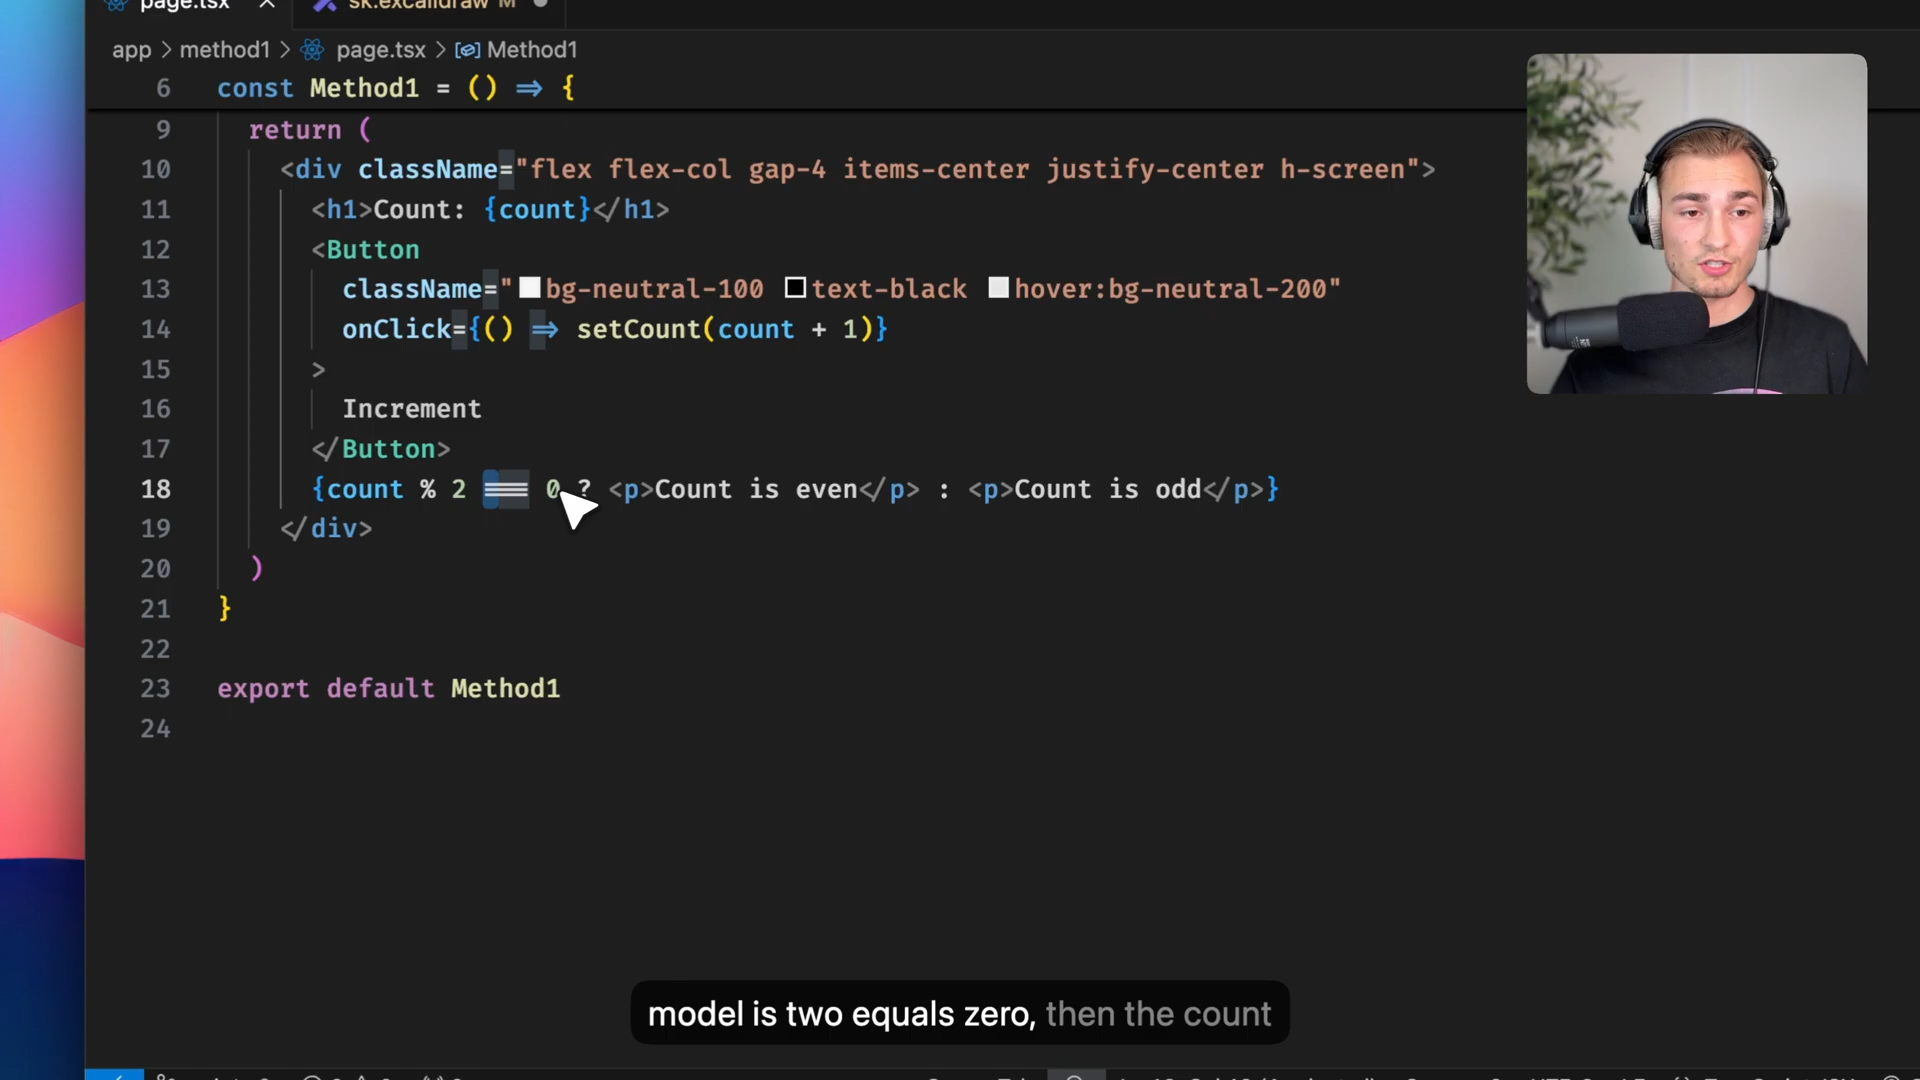 page.tsx
sk.excalidraw M
app > method1 > page.tsx > Method1
6 const Method1 = () => {
9 return (
10 <div className="flex flex-col gap-4 items-center justify-center h-screen">
11 <h1>Count: {count}</h1>
12 <Button
13 className="bg-neutral-100 text-black hover:bg-neutral-200"
14 onClick={() => setCount(count + 1)}
15 >
16 Increment
17 </Button>
18 {count % 2 === 0 ? <p>Count is even</p> : <p>Count is odd</p>}
19 </div>
20 )
21 }
22
23 export default Method1
24
model is two equals zero, then the count